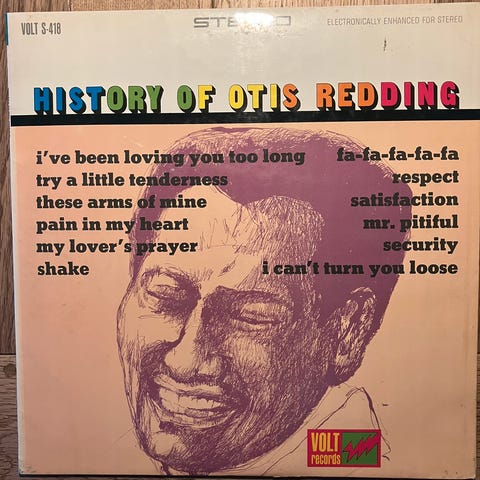 VOLT S-418
STEREO
ELECTRONICALLY ENHANCED FOR STEREO
HISTORY OF OTIS REDDING
i've been loving you too long
try a little tenderness
these arms of mine
pain in my heart
my lover's prayer
shake
fa-fa-fa-fa-fa
respect
satisfaction
mr. pitiful
security
i can't turn you loose
VOLT
records